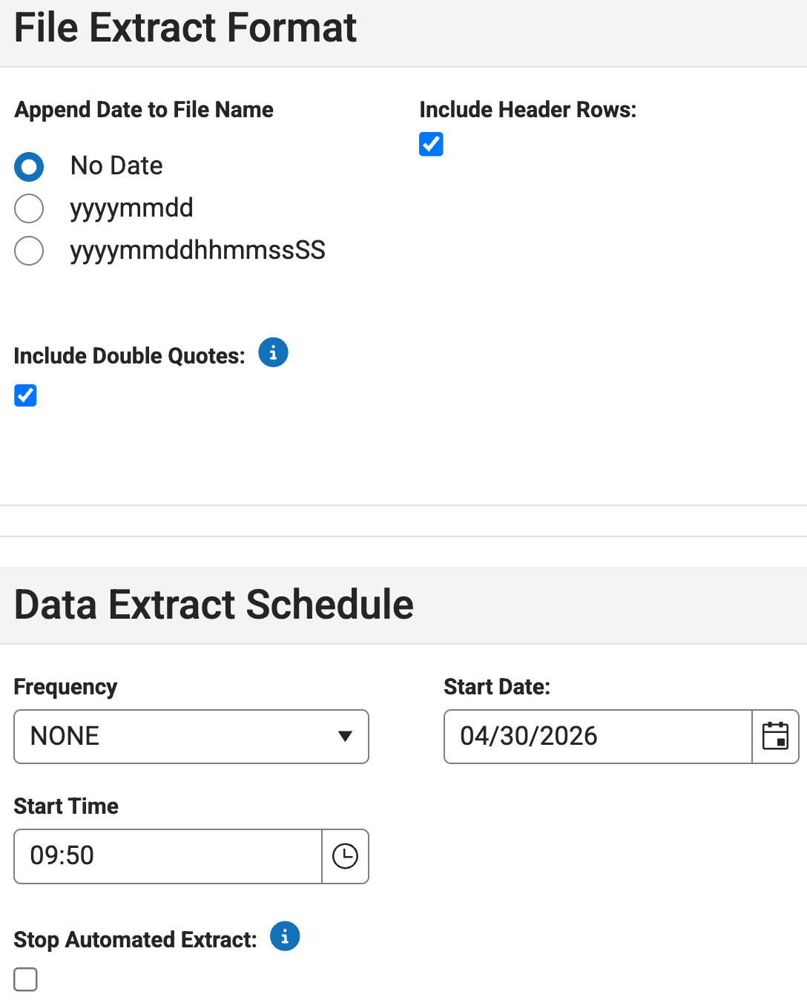 File Extract Format
Append Date to File Name
Include Header Rows:
No Date
yyyymmdd
yyyymmddhhmmssSS
Include Double Quotes:
Data Extract Schedule
Frequency
Start Date:
NONE
04/30/2026
Start Time
09:50
Stop Automated Extract: